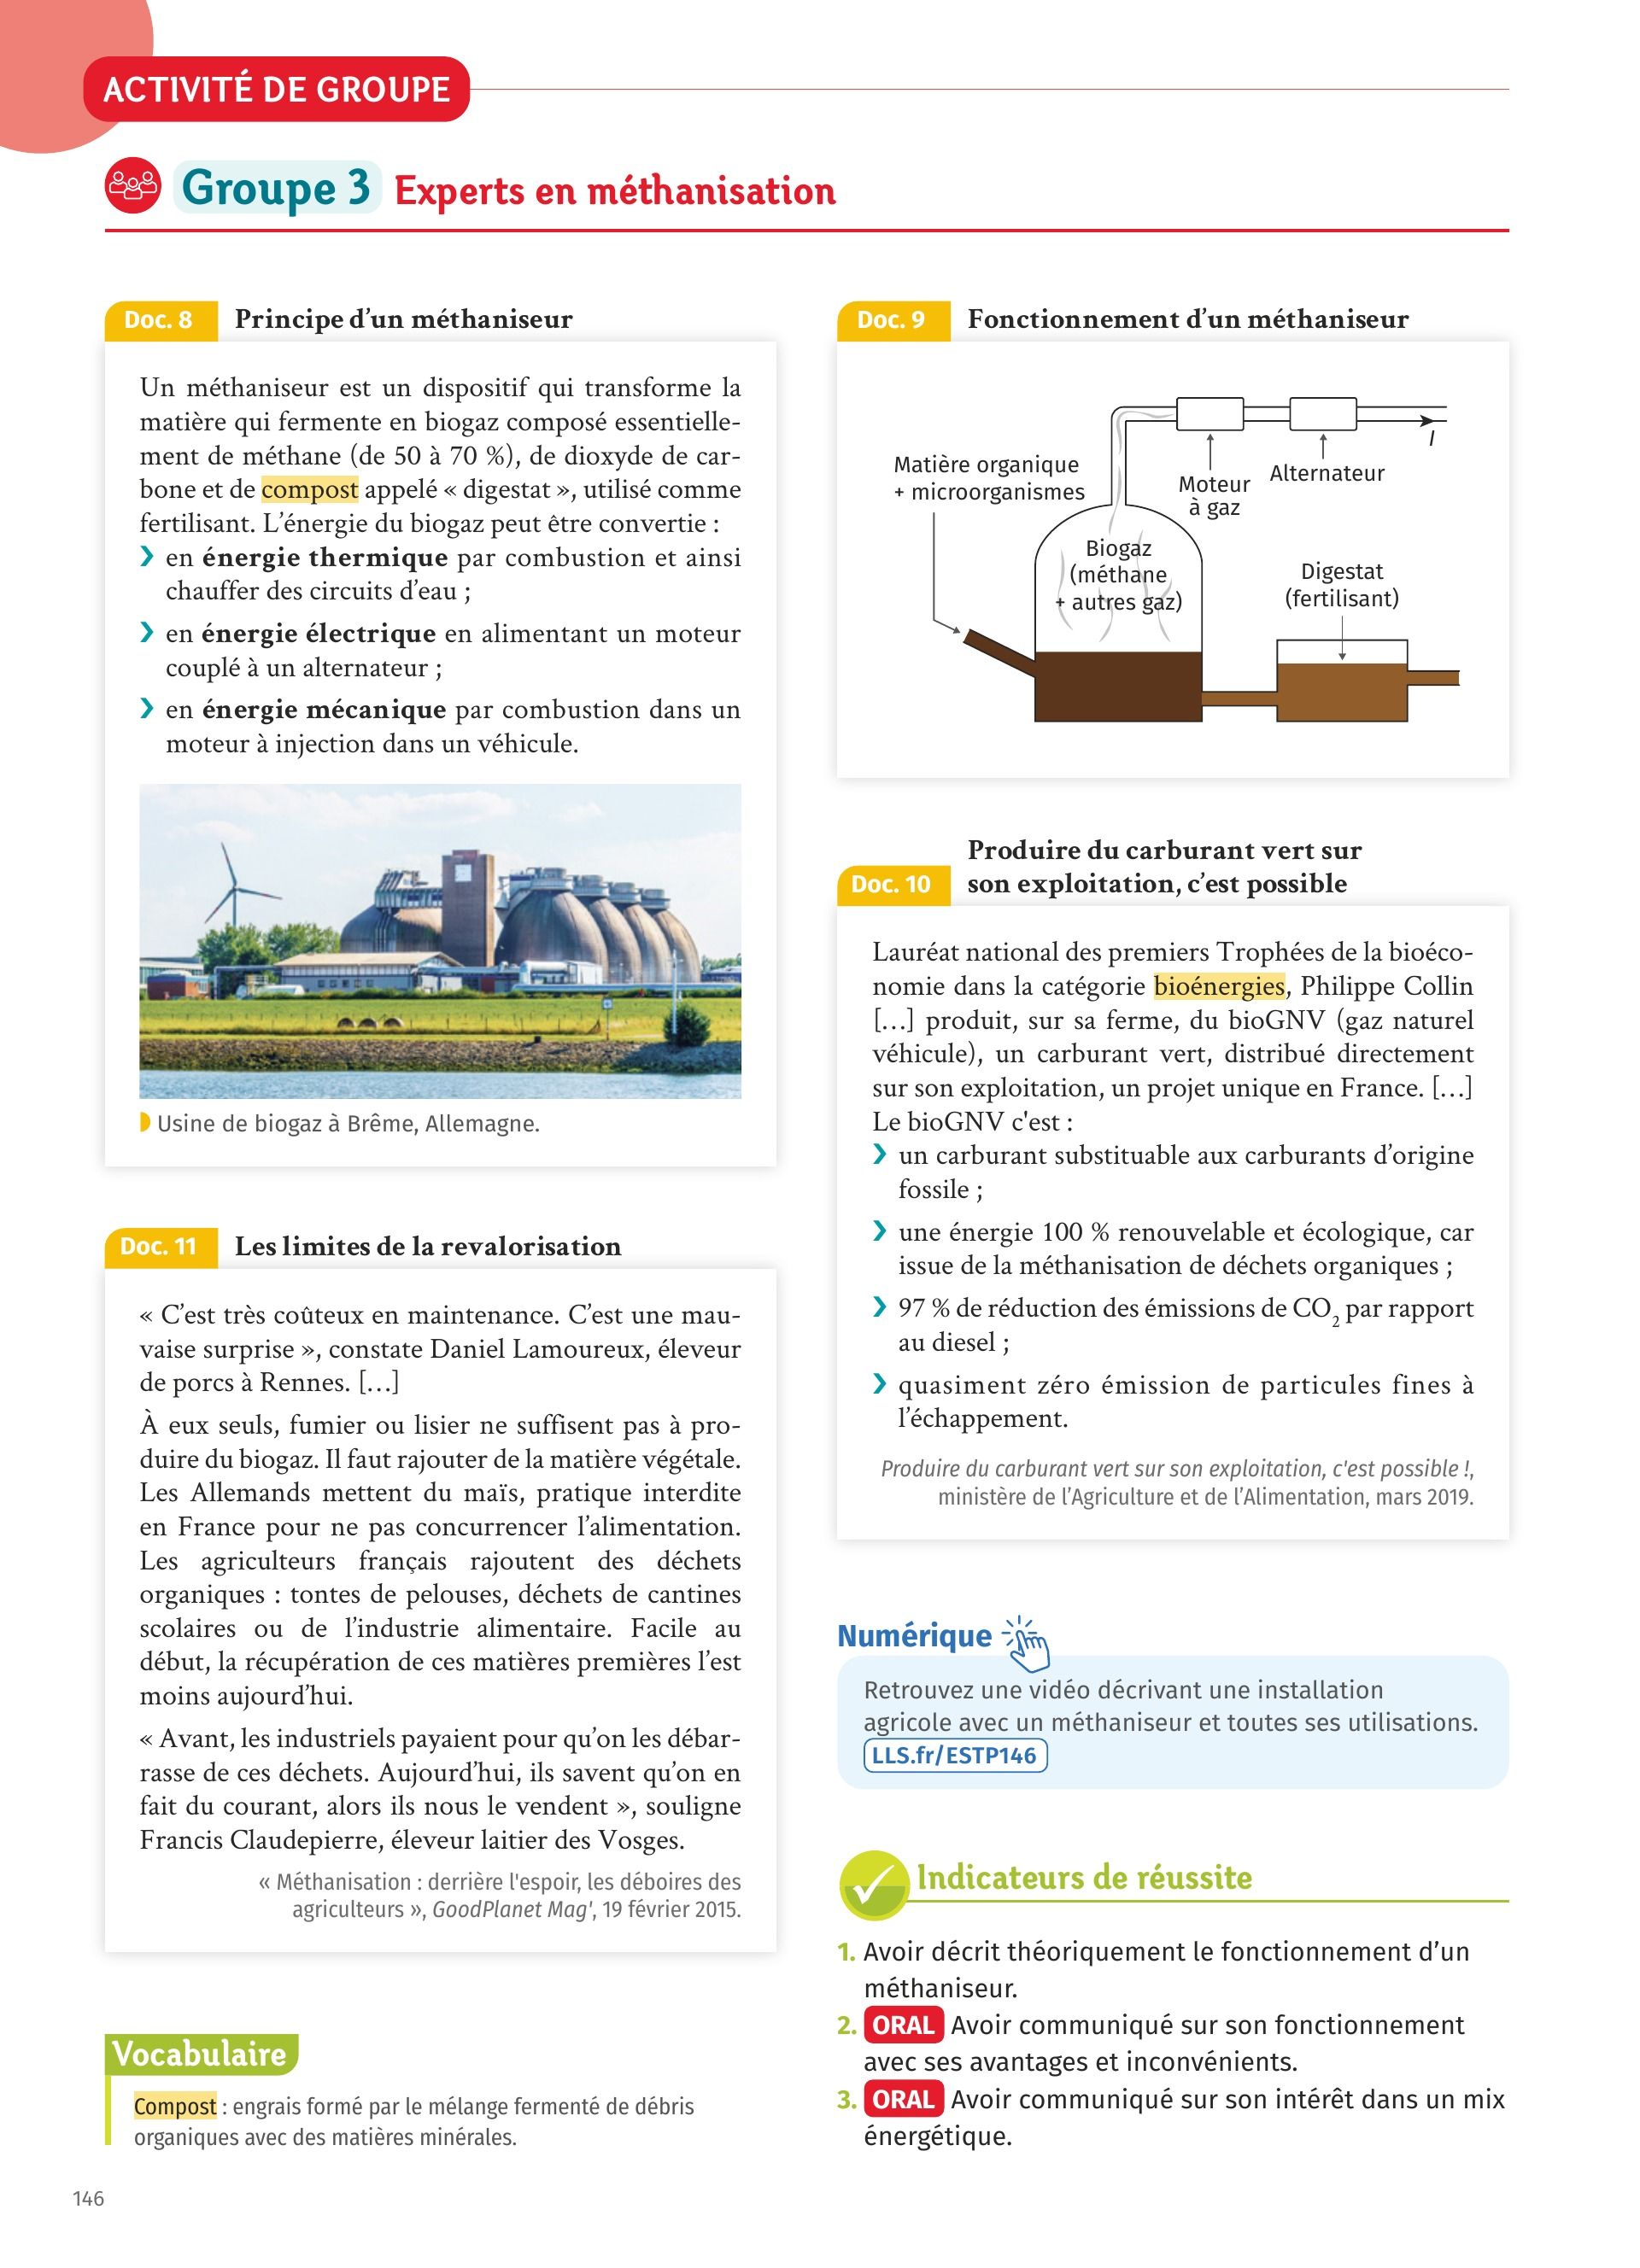 ACTIVITÉ DE GROUPE
Groupe 3 Experts en méthanisation
Doc. 8 Principe d’un méthaniseur
Un méthaniseur est un dispositif qui transforme la
matière qui fermente en biogaz composé essentielle-
ment de méthane (de 50 à 70 %), de dioxyde de car-
bone et de compost appelé « digestat », utilisé comme
fertilisant. L’énergie du biogaz peut être convertie :
❯ en énergie thermique par combustion et ainsi
chauffer des circuits d’eau ;
❯ en énergie électrique en alimentant un moteur
couplé à un alternateur ;
❯ en énergie mécanique par combustion dans un
moteur à injection dans un véhicule.
Usine de biogaz à Brême, Allemagne.
Doc. 11 Les limites de la revalorisation
« C’est très coûteux en maintenance. C’est une mau-
vaise surprise », constate Daniel Lamoureux, éleveur
de porcs à Rennes. […]
À eux seuls, fumier ou lisier ne suffisent pas à pro-
duire du biogaz. Il faut rajouter de la matière végétale.
Les Allemands mettent du maïs, pratique interdite
en France pour ne pas concurrencer l’alimentation.
Les agriculteurs français rajoutent des déchets
organiques : tontes de pelouses, déchets de cantines
scolaires ou de l’industrie alimentaire. Facile au
début, la récupération de ces matières premières l’est
moins aujourd’hui.
« Avant, les industriels payaient pour qu’on les débar-
rasse de ces déchets. Aujourd’hui, ils savent qu’on en
fait du courant, alors ils nous le vendent », souligne
Francis Claudepierre, éleveur laitier des Vosges.
« Méthanisation : derrière l'espoir, les déboires des
agriculteurs », GoodPlanet Mag', 19 février 2015.
Vocabulaire
Compost : engrais formé par le mélange fermenté de débris
organiques avec des matières minérales.
Doc. 9 Fonctionnement d’un méthaniseur
Matière organique
+ microorganismes
Moteur
à gaz
Alternateur
I
Biogaz
(méthane
+ autres gaz)
Digestat
(fertilisant)
Doc. 10 Produire du carburant vert sur
son exploitation, c’est possible
Lauréat national des premiers Trophées de la bioéco-
nomie dans la catégorie bioénergies, Philippe Collin
[…] produit, sur sa ferme, du bioGNV (gaz naturel
véhicule), un carburant vert, distribué directement
sur son exploitation, un projet unique en France. […]
Le bioGNV c'est :
❯ un carburant substituable aux carburants d’origine
fossile ;
❯ une énergie 100 % renouvelable et écologique, car
issue de la méthanisation de déchets organiques ;
❯ 97 % de réduction des émissions de CO₂ par rapport
au diesel ;
❯ quasiment zéro émission de particules fines à
l’échappement.
Produire du carburant vert sur son exploitation, c'est possible !,
ministère de l’Agriculture et de l’Alimentation, mars 2019.
Numérique
Retrouvez une vidéo décrivant une installation
agricole avec un méthaniseur et toutes ses utilisations.
LLS.fr/ESTP146
Indicateurs de réussite
1. Avoir décrit théoriquement le fonctionnement d’un
méthaniseur.
2. ORAL Avoir communiqué sur son fonctionnement
avec ses avantages et inconvénients.
3. ORAL Avoir communiqué sur son intérêt dans un mix
énergétique.
146